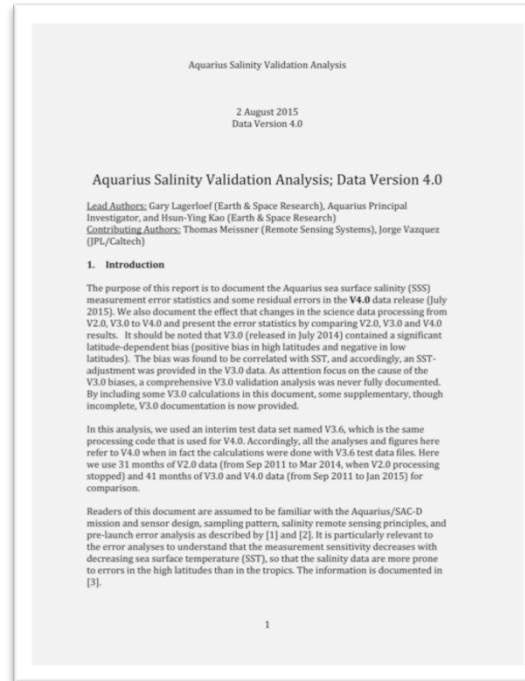 Aquarius Salinity Validation Analysis
2 August 2015
Data Version 4.0
Aquarius Salinity Validation Analysis; Data Version 4.0
Lead Authors: Gary Lagerloef (Earth & Space Research), Aquarius Principal
Investigator, and Hsun-Ying Kao (Earth & Space Research)
Contributing Authors: Thomas Meissner (Remote Sensing Systems), Jorge Vazquez
(JPL/Caltech)
1. Introduction
The purpose of this report is to document the Aquarius sea surface salinity (SSS)
measurement error statistics and some residual errors in the V4.0 data release (July
2015). We also document the effect that changes in the science data processing from
V2.0, V3.0 to V4.0 and present the error statistics by comparing V2.0, V3.0 and V4.0
results. It should be noted that V3.0 (released in July 2014) contained a significant
latitude-dependent bias (positive bias in high latitudes and negative in low
latitudes). The bias was found to be correlated with SST, and accordingly, an SST-
adjustment was provided in the V3.0 data. As attention focus on the cause of the
V3.0 biases, a comprehensive V3.0 validation analysis was never fully documented.
By including some V3.0 calculations in this document, some supplementary, though
incomplete, V3.0 documentation is now provided.
In this analysis, we used an interim test data set named V3.6, which is the same
processing code that is used for V4.0. Accordingly, all the analyses and figures here
refer to V4.0 when in fact the calculations were done with V3.6 test data files. Here
we use 31 months of V2.0 data (from Sep 2011 to Mar 2014, when V2.0 processing
stopped) and 41 months of V3.0 and V4.0 data (from Sep 2011 to Jan 2015) for
comparison.
Readers of this document are assumed to be familiar with the Aquarius/SAC-D
mission and sensor design, sampling pattern, salinity remote sensing principles, and
pre-launch error analysis as described by [1] and [2]. It is particularly relevant to
the error analyses to understand that the measurement sensitivity decreases with
decreasing sea surface temperature (SST), so that the salinity data are more prone
to errors in the high latitudes than in the tropics. The information is documented in
[3].
1